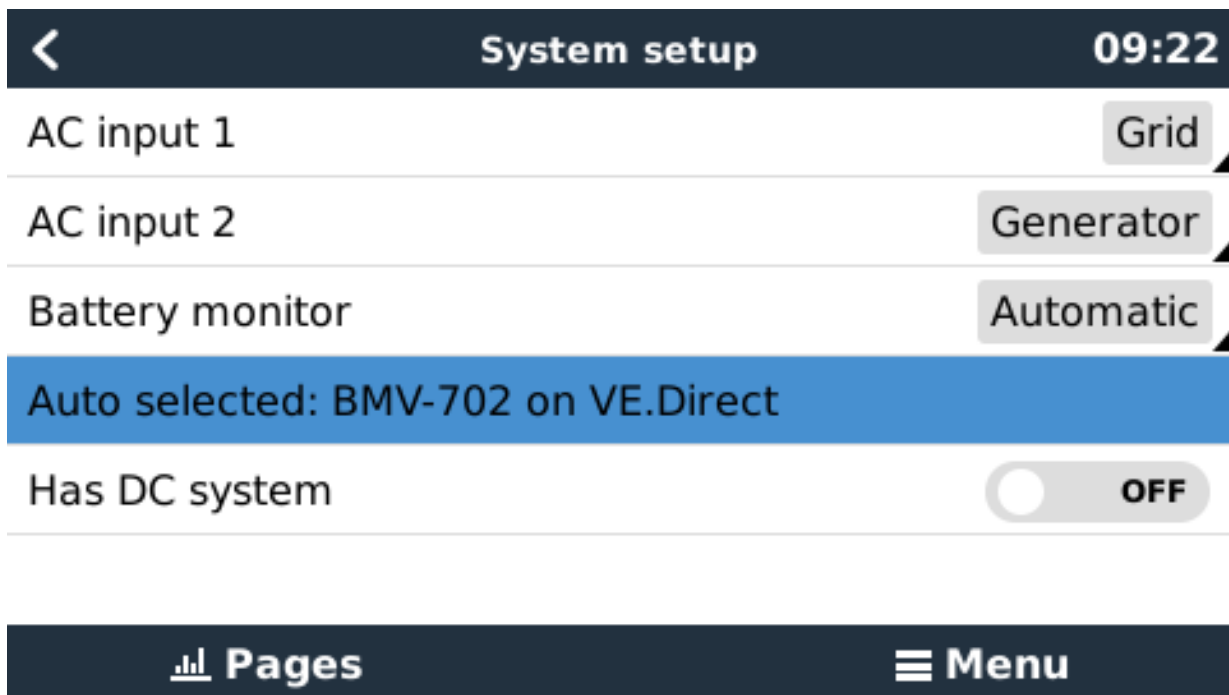 System setup 09:22
AC input 1 Grid
AC input 2 Generator
Battery monitor Automatic
Auto selected: BMV-702 on VE.Direct
Has DC system OFF
Pages Menu